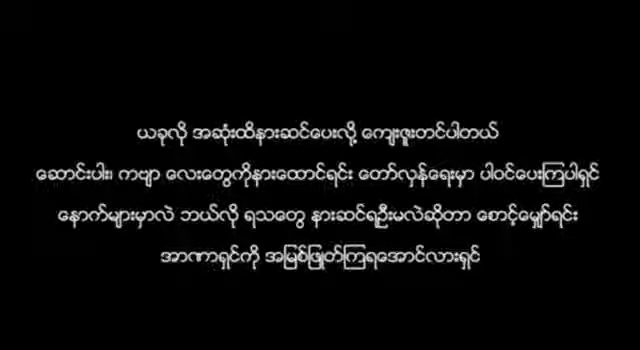 ယခုလို အဆုံးထိနားဆင်ပေးလို့ ကျေးဇူးတင်ပါတယ်
ဆောင်းပါး၊ ကဗျာ လေးတွေကိုနားထောင်ရင်း တော်လှန်ရေးမှာ ပါဝင်ပေးကြပါရှင်
နောက်များမှာလဲ ဘယ်လို ရသတွေ နားဆင်ရဦးမလဲဆိုတာ စောင့်မျှော်ရင်း
အာဏာရှင်ကို အမြစ်ဖြုတ်ကြရအောင်လားရှင်